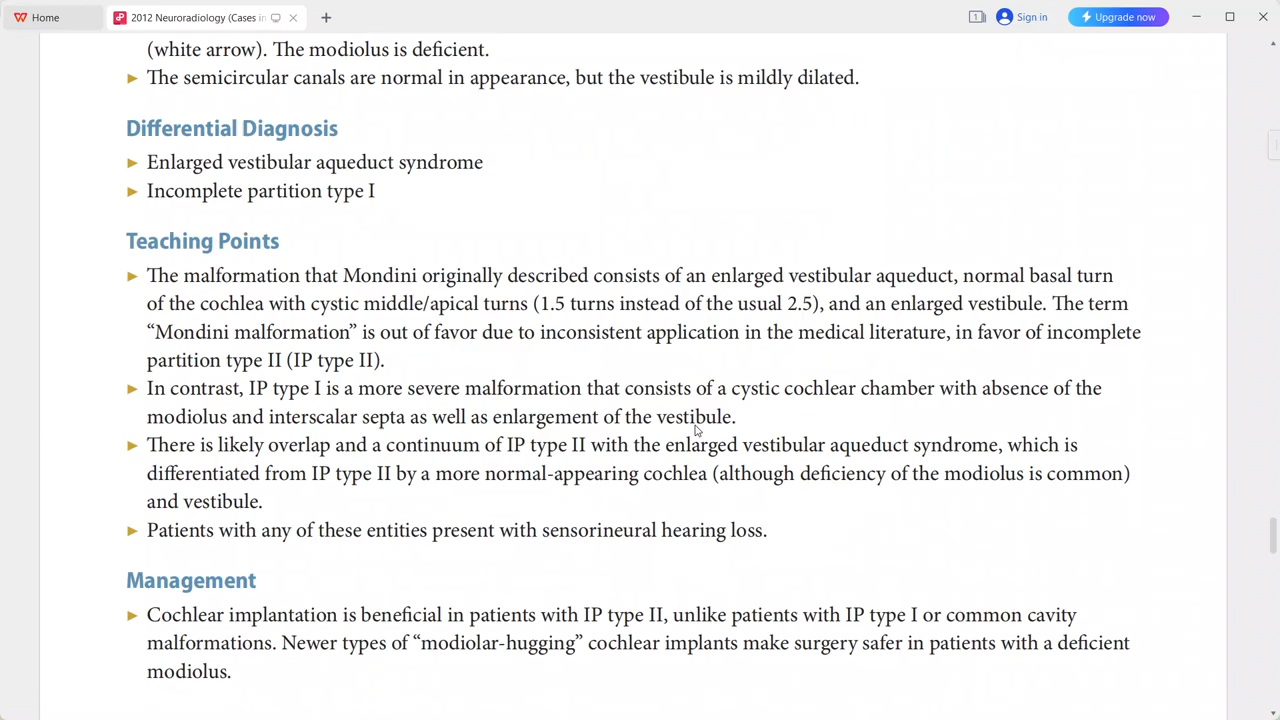 Home
2012 Neuroradiology (Cases in
1
Sign in
Upgrade now
(white arrow). The modiolus is deficient.
► The semicircular canals are normal in appearance, but the vestibule is mildly dilated.
Differential Diagnosis
► Enlarged vestibular aqueduct syndrome
► Incomplete partition type I
Teaching Points
► The malformation that Mondini originally described consists of an enlarged vestibular aqueduct, normal basal turn
of the cochlea with cystic middle/apical turns (1.5 turns instead of the usual 2.5), and an enlarged vestibule. The term
“Mondini malformation” is out of favor due to inconsistent application in the medical literature, in favor of incomplete
partition type II (IP type II).
► In contrast, IP type I is a more severe malformation that consists of a cystic cochlear chamber with absence of the
modiolus and interscalar septa as well as enlargement of the vestibule.
► There is likely overlap and a continuum of IP type II with the enlarged vestibular aqueduct syndrome, which is
differentiated from IP type II by a more normal-appearing cochlea (although deficiency of the modiolus is common)
and vestibule.
► Patients with any of these entities present with sensorineural hearing loss.
Management
► Cochlear implantation is beneficial in patients with IP type II, unlike patients with IP type I or common cavity
malformations. Newer types of “modiolar-hugging” cochlear implants make surgery safer in patients with a deficient
modiolus.